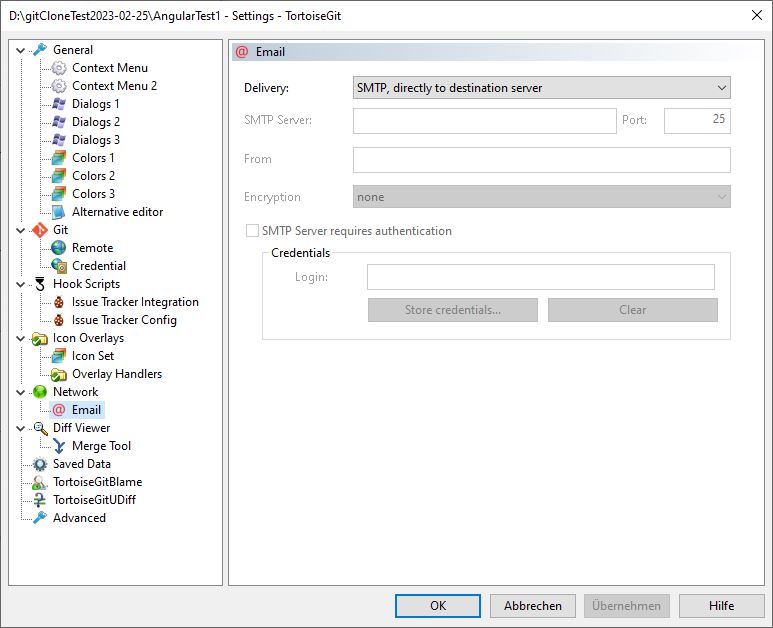 D:\gitCloneTest2023-02-25\AngularTest1 - Settings - TortoiseGit
General
Context Menu
Context Menu 2
Dialogs 1
Dialogs 2
Dialogs 3
Colors 1
Colors 2
Colors 3
Alternative editor
Git
Remote
Credential
Hook Scripts
Issue Tracker Integration
Issue Tracker Config
Icon Overlays
Icon Set
Overlay Handlers
Network
@ Email
Diff Viewer
Merge Tool
Saved Data
TortoiseGitBlame
TortoiseGitUDiff
Advanced
@ Email
Delivery: SMTP, directly to destination server
SMTP Server: Port: 25
From
Encryption none
SMTP Server requires authentication
Credentials
Login:
Store credentials... Clear
OK Abbrechen Übernehmen Hilfe